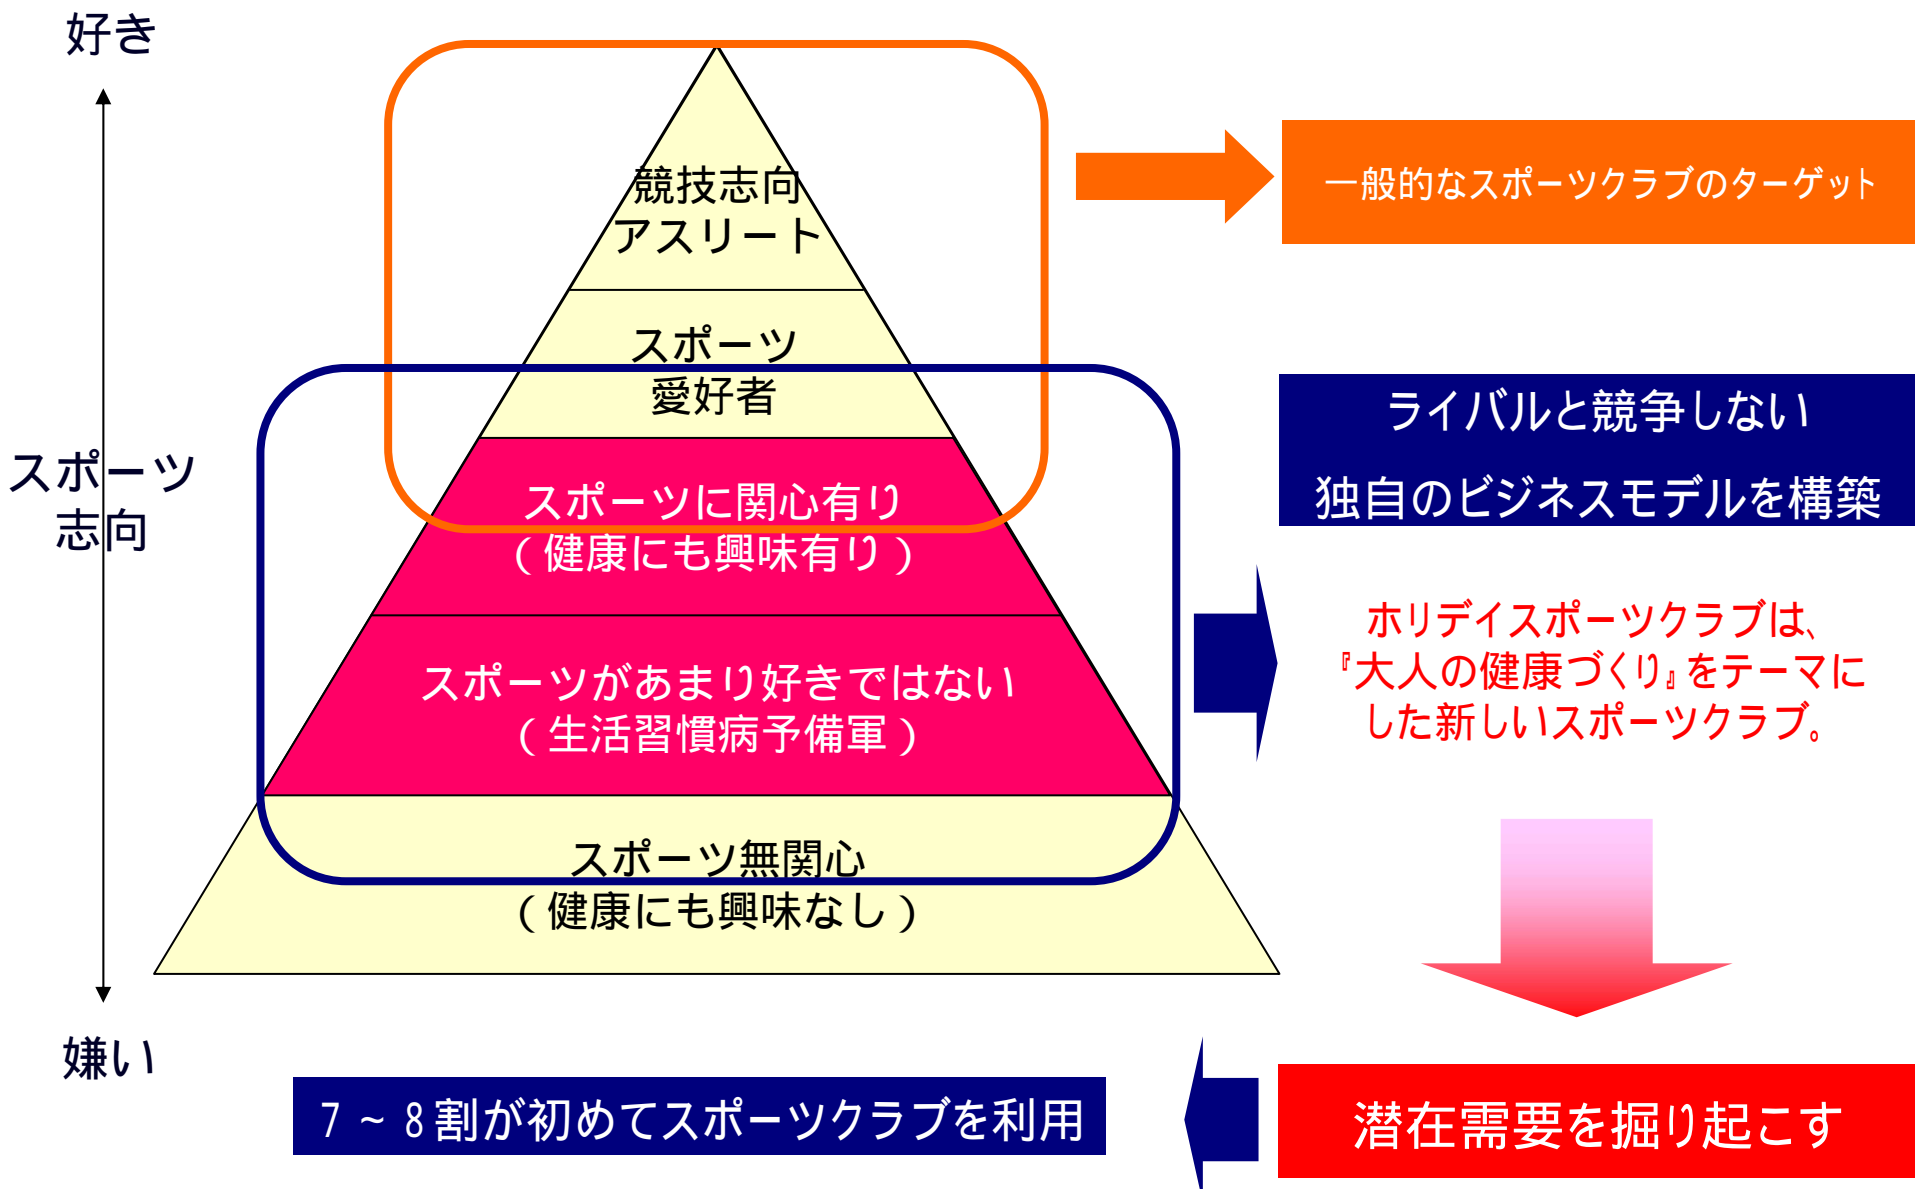 好き
スポーツ
志向
嫌い
競技志向
アスリート
スポーツ
愛好者
スポーツに関心有り
（健康にも興味有り）
スポーツがあまり好きではない
（生活習慣病予備軍）
スポーツ無関心
（健康にも興味なし）
一般的なスポーツクラブのターゲット
ライバルと競争しない
独自のビジネスモデルを構築
ホリデイスポーツクラブは、
『大人の健康づくり』をテーマに
した新しいスポーツクラブ。
潜在需要を掘り起こす
７～８割が初めてスポーツクラブを利用